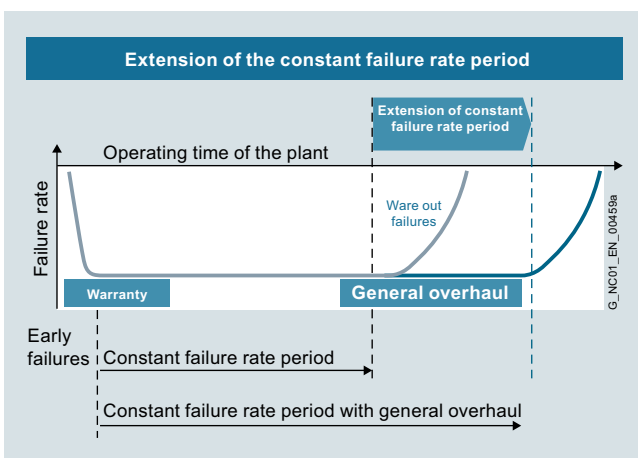 Extension of the constant failure rate period
Extension of constant
failure rate period
Operating time of the plant
Failure rate
Ware out
failures
G_NC01_EN_00459a
Warranty
General overhaul
Early
failures
Constant failure rate period
Constant failure rate period with general overhaul